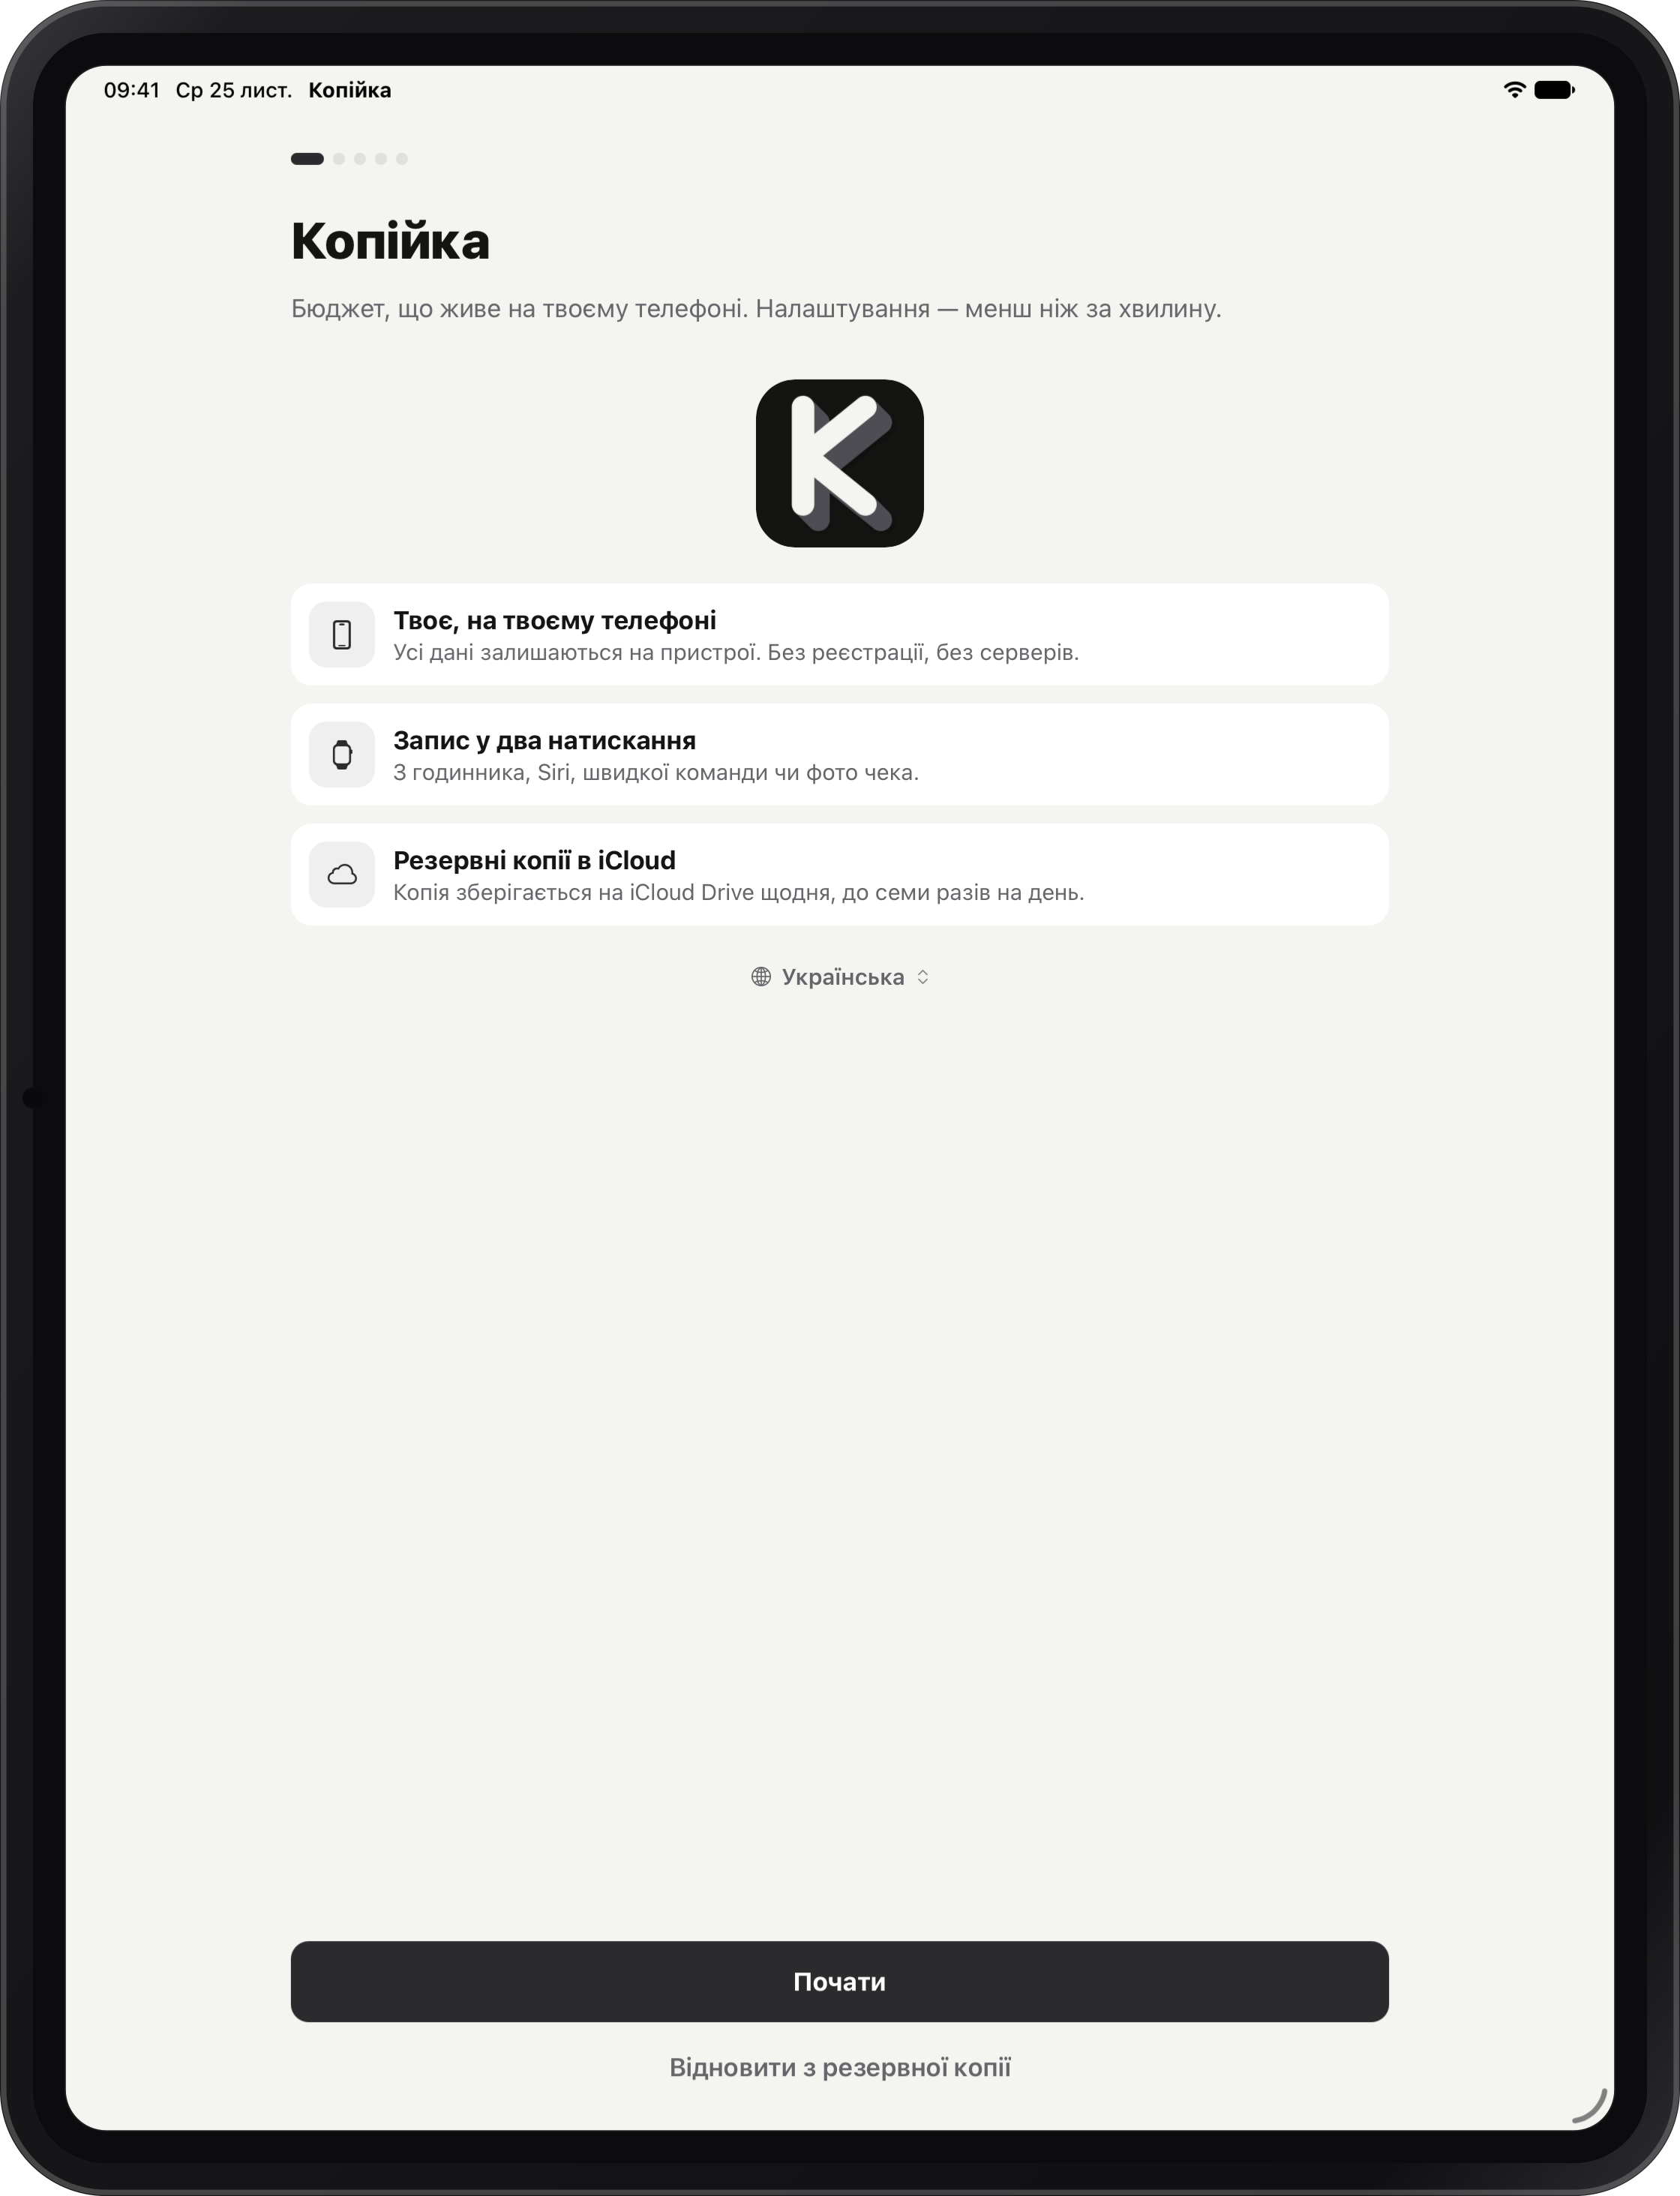 09:41 Ср 25 лист. Копійка
Копійка
Бюджет, що живе на твоєму телефоні. Налаштування — менш ніж за хвилину.
K
Твоє, на твоєму телефоні
Усі дані залишаються на пристрої. Без реєстрації, без серверів.
Запис у два натискання
З годинника, Siri, швидкої команди чи фото чека.
Резервні копії в iCloud
Копія зберігається на iCloud Drive щодня, до семи разів на день.
Українська
Почати
Відновити з резервної копії